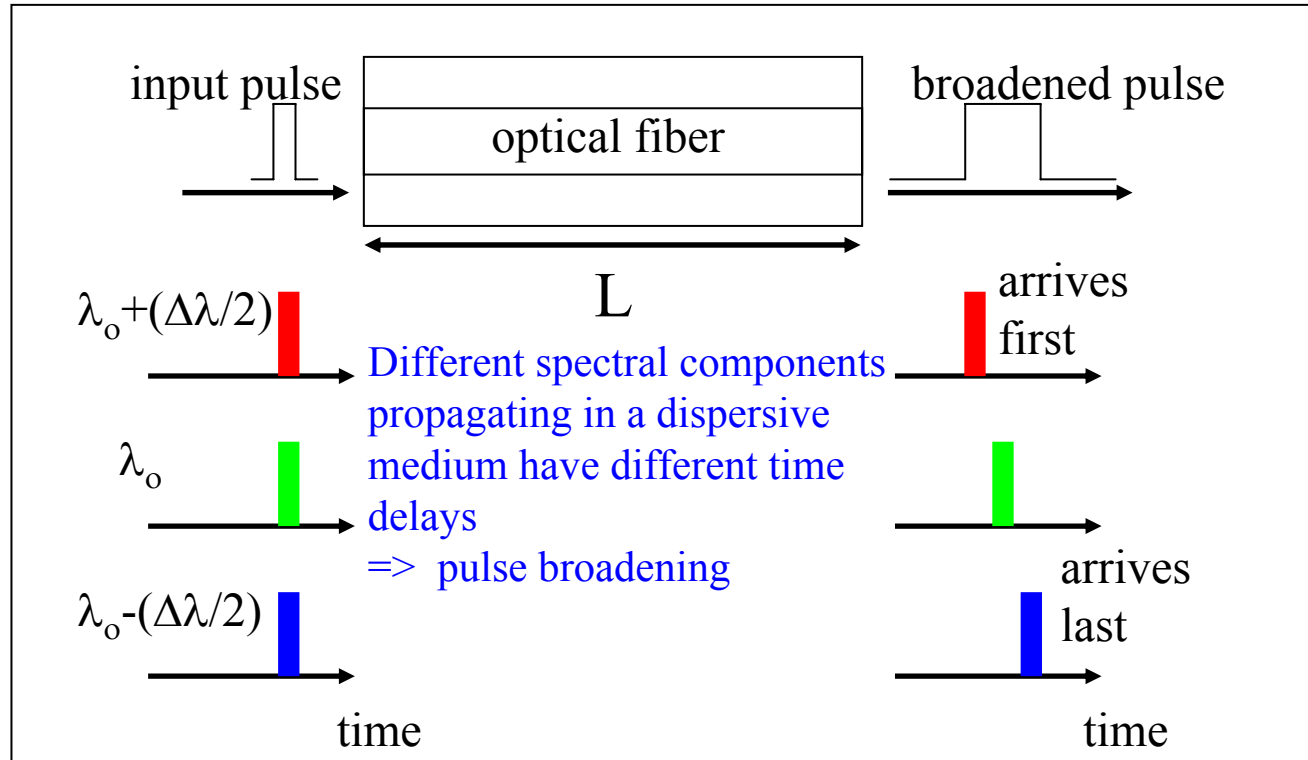 input pulse
optical fiber
broadened pulse
L
λo+(Δλ/2)
arrives
first
Different spectral components
propagating in a dispersive
medium have different time
delays
=> pulse broadening
λo
λo-(Δλ/2)
arrives
last
time
time